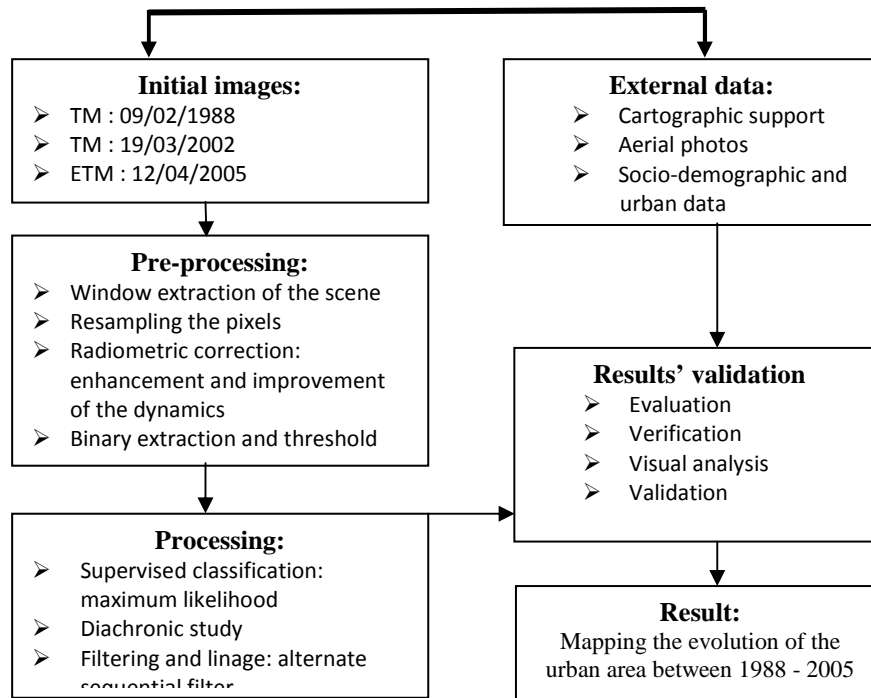 Initial images:
➢ TM : 09/02/1988
➢ TM : 19/03/2002
➢ ETM : 12/04/2005
Pre-processing:
➢ Window extraction of the scene
➢ Resampling the pixels
➢ Radiometric correction:
enhancement and improvement
of the dynamics
➢ Binary extraction and threshold
Processing:
➢ Supervised classification:
maximum likelihood
➢ Diachronic study
➢ Filtering and linage: alternate
sequential filter
External data:
➢ Cartographic support
➢ Aerial photos
➢ Socio-demographic and
urban data
Results’ validation
➢ Evaluation
➢ Verification
➢ Visual analysis
➢ Validation
Result:
Mapping the evolution of the
urban area between 1988 - 2005